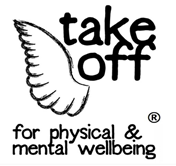 take
off
®
for physical &
mental wellbeing